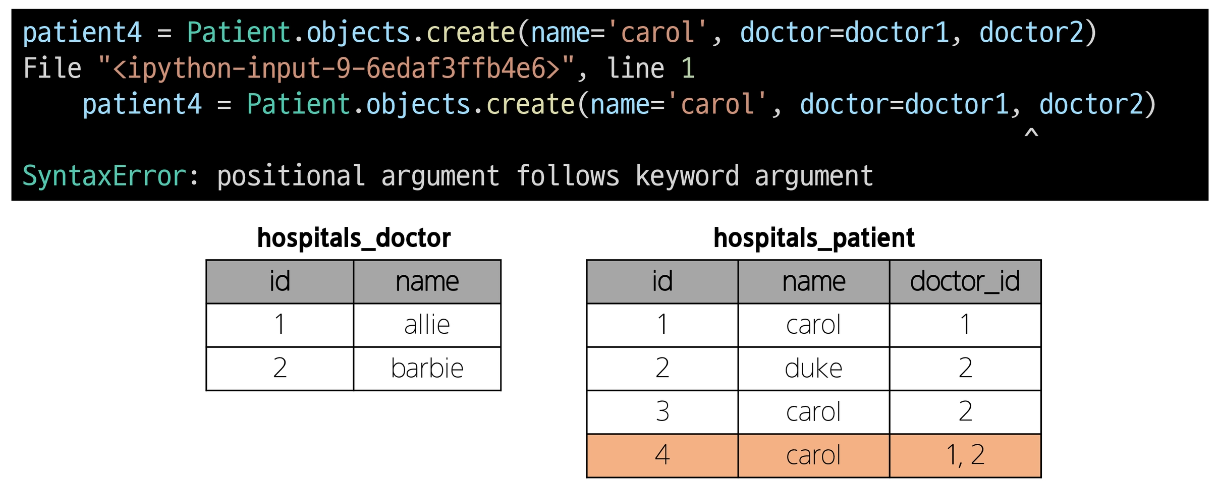 patient4 = Patient.objects.create(name='carol', doctor=doctor1, doctor2)
File "<ipython-input-9-6edaf3ffb4e6>", line 1
    patient4 = Patient.objects.create(name='carol', doctor=doctor1, doctor2)
^
SyntaxError: positional argument follows keyword argument
hospitals_doctor
id name
1 allie
2 barbie
hospitals_patient
id name doctor_id
1 carol 1
2 duke 2
3 carol 2
4 carol 1, 2